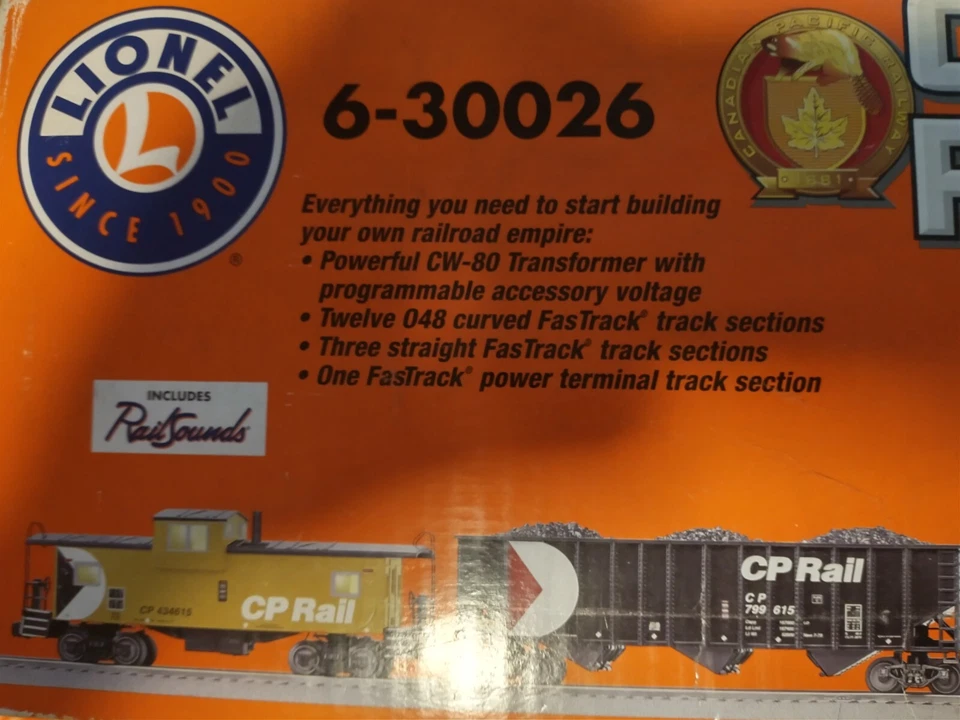 LIONEL
SINCE 1900
®
6-30026
CANADIAN PACIFIC RAILWAY
1881
Everything you need to start building
your own railroad empire:
• Powerful CW-80 Transformer with
programmable accessory voltage
• Twelve O48 curved FasTrack® track sections
• Three straight FasTrack® track sections
• One FasTrack® power terminal track section
INCLUDES
RailSounds
CP 434615
CP Rail
CP Rail
CP
799 615